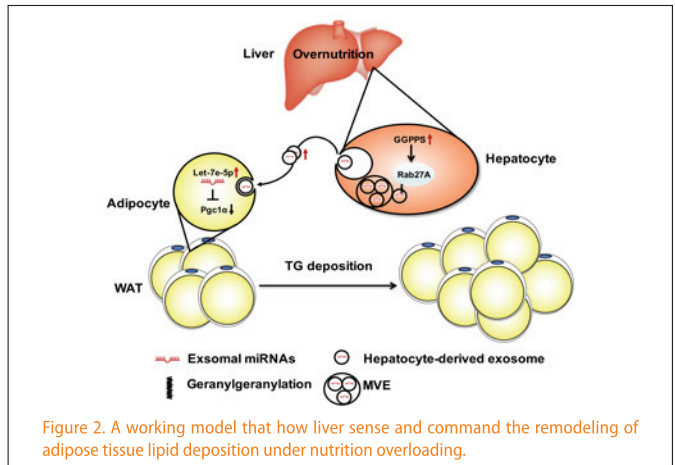 Liver Overnutrition
GGPPS
Hepatocyte
Rab27A
Let-7e-5p
Pgc1α
Adipocyte
TG deposition
WAT
Exsomal miRNAs
Hepatocyte-derived exosome
Geranylgeranylation
MVE
Figure 2. A working model that how liver sense and command the remodeling of
adipose tissue lipid deposition under nutrition overloading.